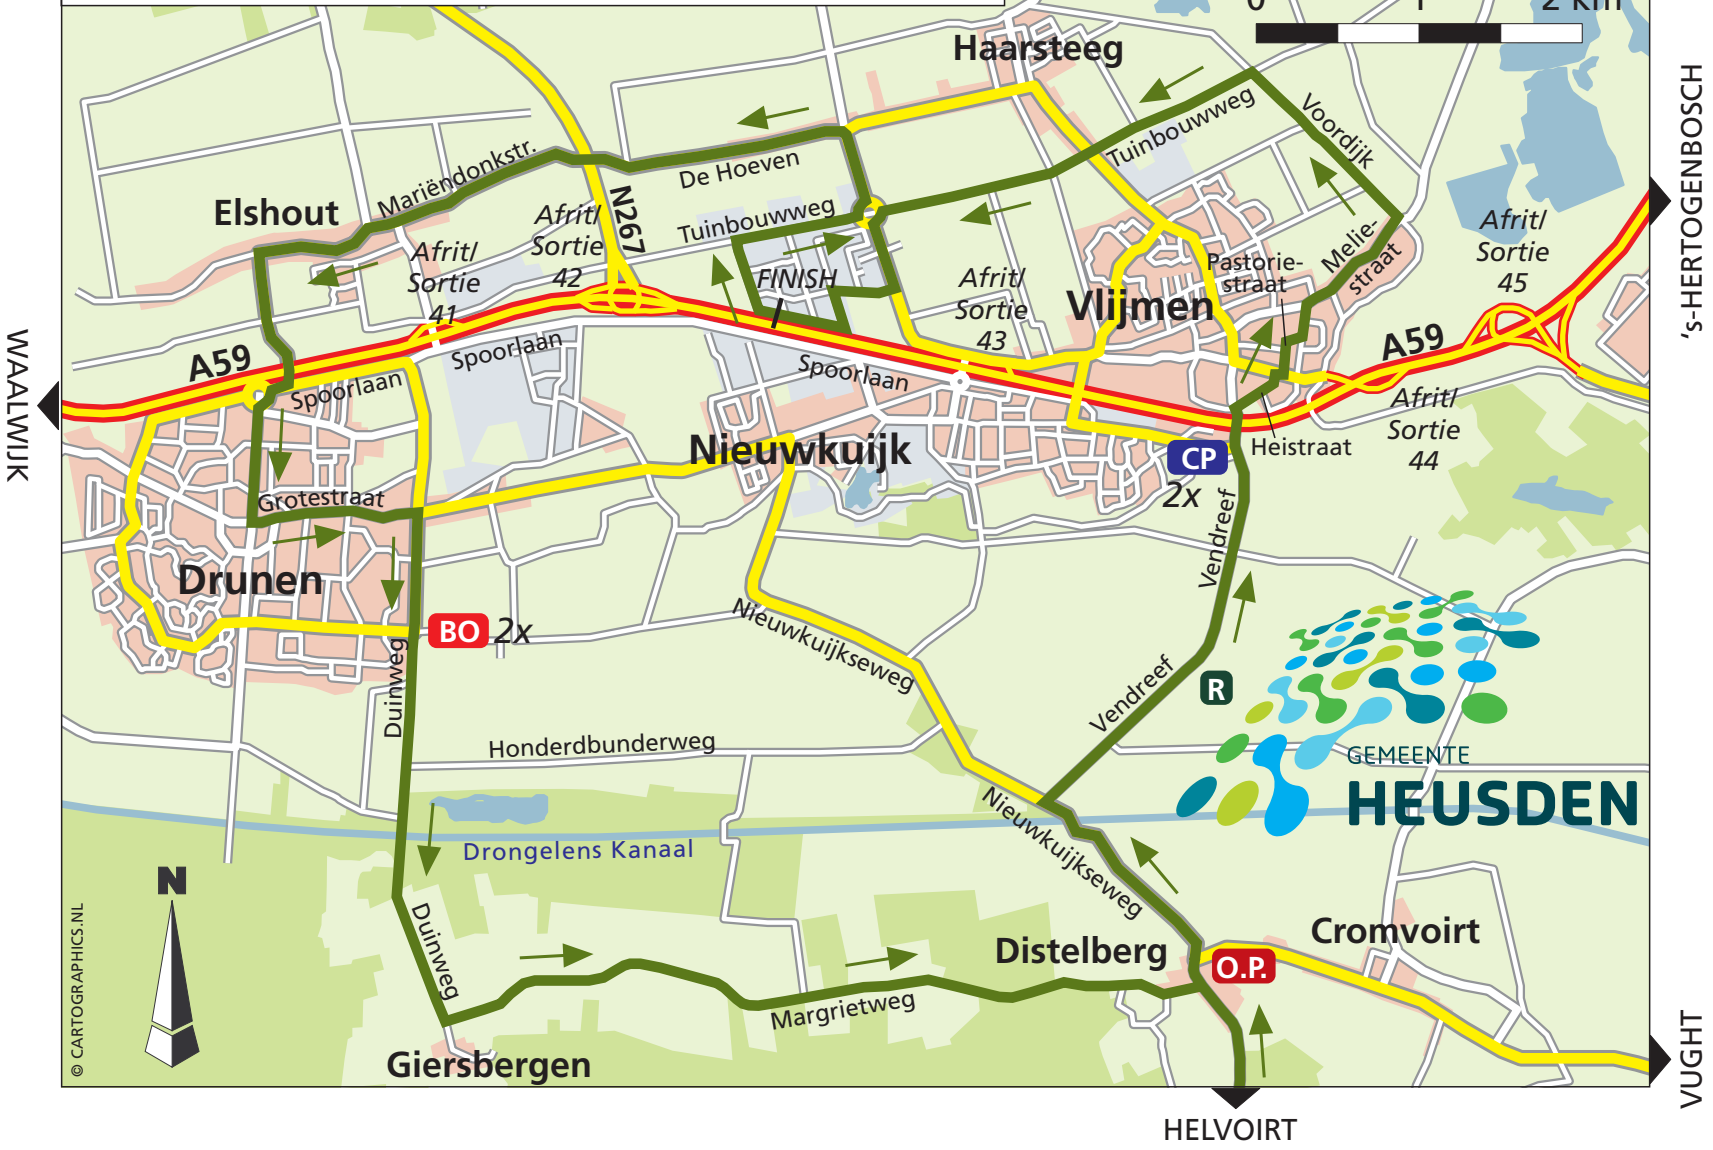 0 1 2 km
Haarsteeg
's-HERTOGENBOSCH
Tuinbouwweg
Voordijk
Mariëndonkstr.
De Hoeven
Elshout
N267
Afrit/
Sortie
42
Tuinbouwweg
Afrit/
Sortie
41
FINISH
Afrit/
Sortie
43
Pastorie-
straat
Melie-
straat
Afrit/
Sortie
45
Vlijmen
WAALWIJK
A59
Spoorlaan
Spoorlaan
Spoorlaan
A59
Afrit/
Sortie
44
Nieuwkuijk
CP
2x
Heistraat
Grotestraat
Vendreef
Drunen
BO 2x
Nieuwkuijkseweg
Duinweg
Vendreef
R
Honderdbunderweg
GEMEENTE
HEUSDEN
Nieuwkuijkseweg
Drongelens Kanaal
N
Duinweg
Distelberg
O.P.
Cromvoirt
Margrietweg
Giersbergen
© CARTOGRAPHICS.NL
VUGHT
HELVOIRT